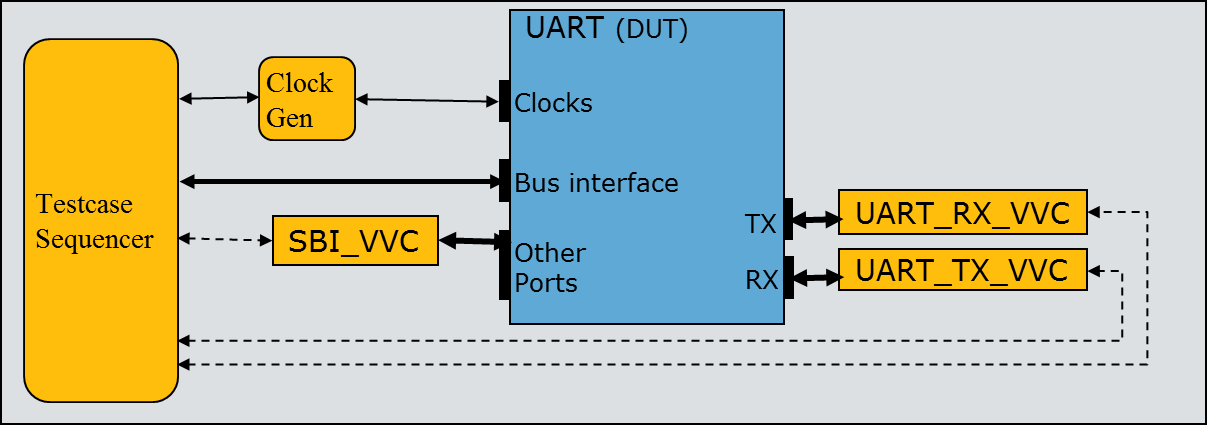 UART (DUT)
Clock
Gen
Clocks
Testcase
Sequencer
Bus interface
SBI_VVC
Other
Ports
TX
UART_RX_VVC
RX
UART_TX_VVC